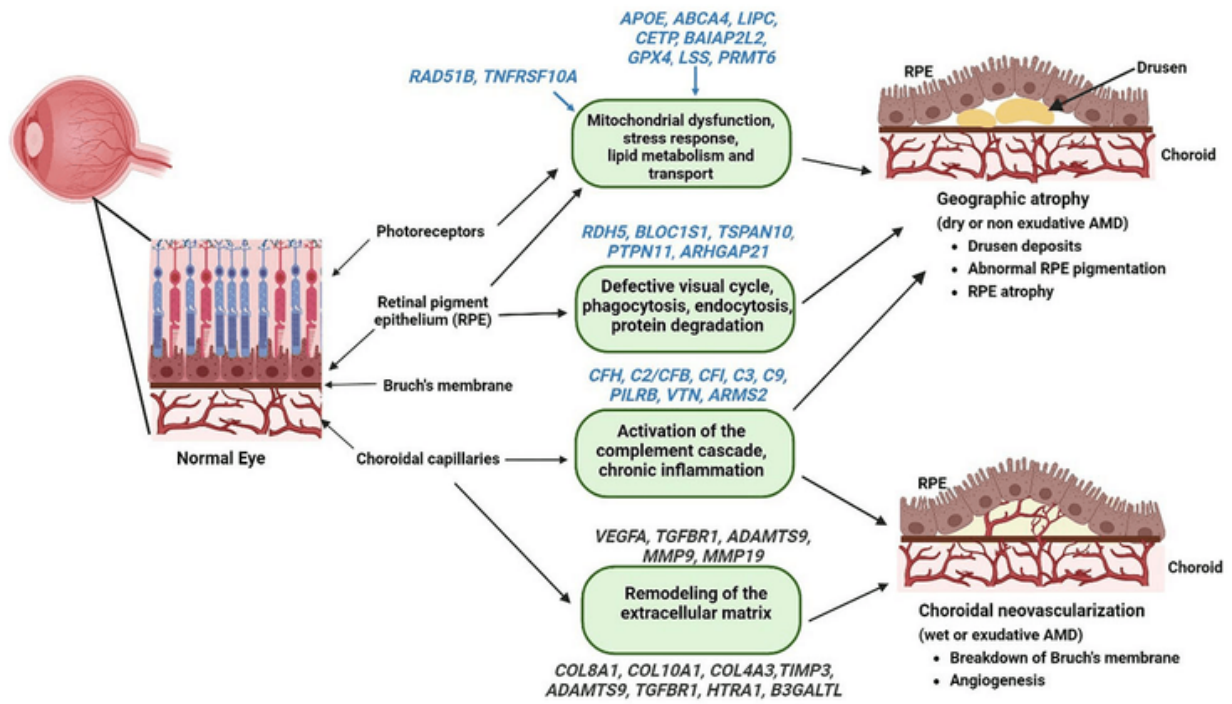 APOE, ABCA4, LIPC,
CETP, BAIAP2L2,
GPX4, LSS, PRMT6
RAD51B, TNFRSF10A
Mitochondrial dysfunction,
stress response,
lipid metabolism and
transport
RPE
Drusen
Choroid
Geographic atrophy
(dry or non exudative AMD)
• Drusen deposits
• Abnormal RPE pigmentation
• RPE atrophy
Photoreceptors
Retinal pigment
epithelium (RPE)
Bruch's membrane
Choroidal capillaries
Normal Eye
RDH5, BLOC1S1, TSPAN10,
PTPN11, ARHGAP21
Defective visual cycle,
phagocytosis, endocytosis,
protein degradation
CFH, C2/CFB, CFI, C3, C9,
PILRB, VTN, ARMS2
Activation of the
complement cascade,
chronic inflammation
VEGFA, TGFBR1, ADAMTS9,
MMP9, MMP19
Remodeling of the
extracellular matrix
COL8A1, COL10A1, COL4A3,TIMP3,
ADAMTS9, TGFBR1, HTRA1, B3GALTL
RPE
Choroid
Choroidal neovascularization
(wet or exudative AMD)
• Breakdown of Bruch's membrane
• Angiogenesis